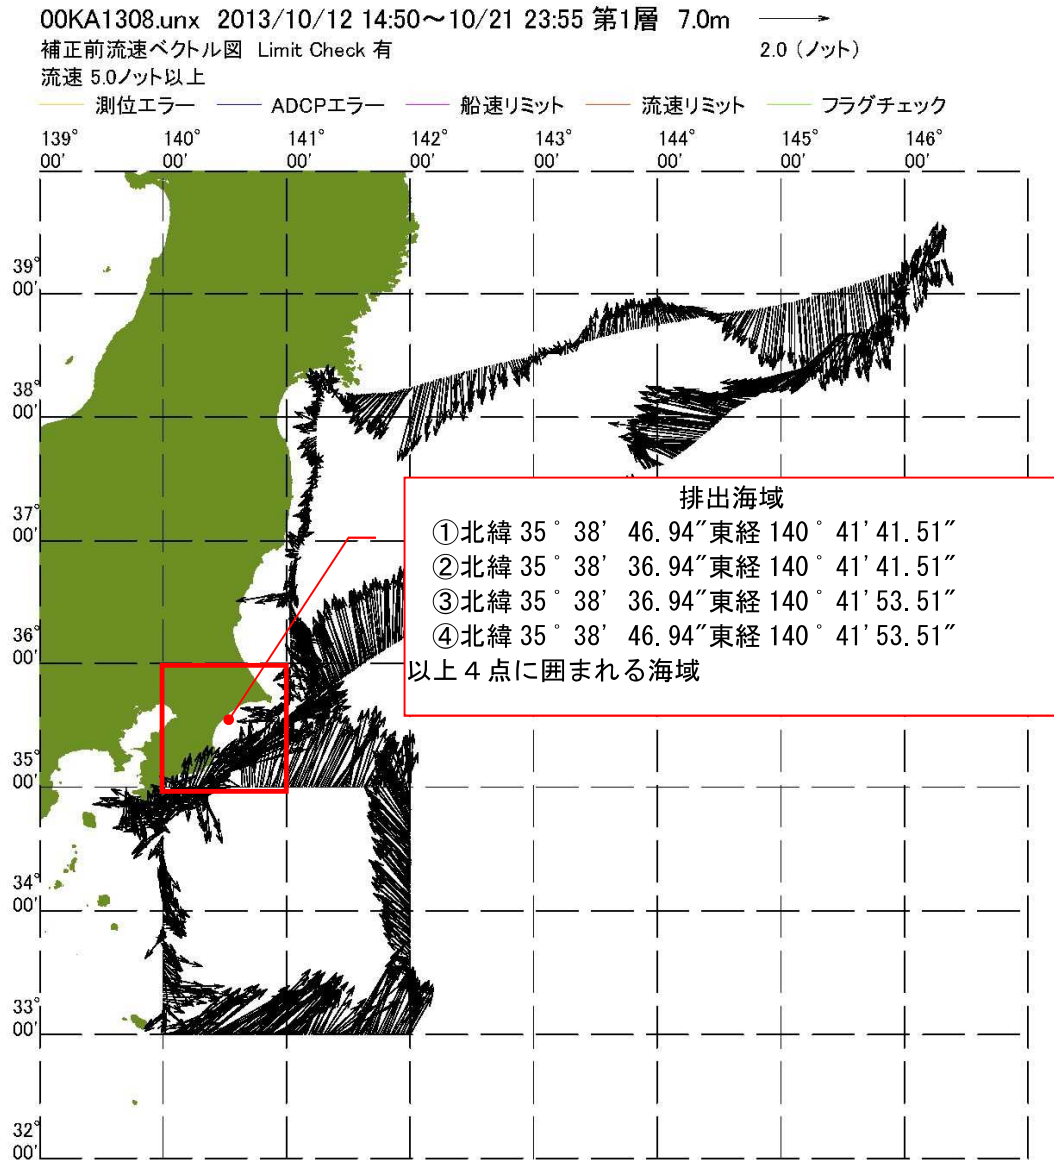 00KA1308.unx 2013/10/12 14:50～10/21 23:55 第1層 7.0m
補正前流速ベクトル図 Limit Check 有
2.0 (ノット)
流速 5.0ノット以上
測位エラー ADCPエラー 船速リミット 流速リミット フラグチェック
139° 140° 141° 142° 143° 144° 145° 146°
00' 00' 00' 00' 00' 00' 00' 00'
39°
00'
38°
00'
排出海域
①北緯 35°38' 46.94″東経 140°41'41.51″
37°
00'
②北緯 35°38' 36.94″東経 140°41'41.51″
③北緯 35°38' 36.94″東経 140°41'53.51″
④北緯 35°38' 46.94″東経 140°41'53.51″
36°
00'
以上４点に囲まれる海域
35°
00'
34°
00'
33°
00'
32°
00'